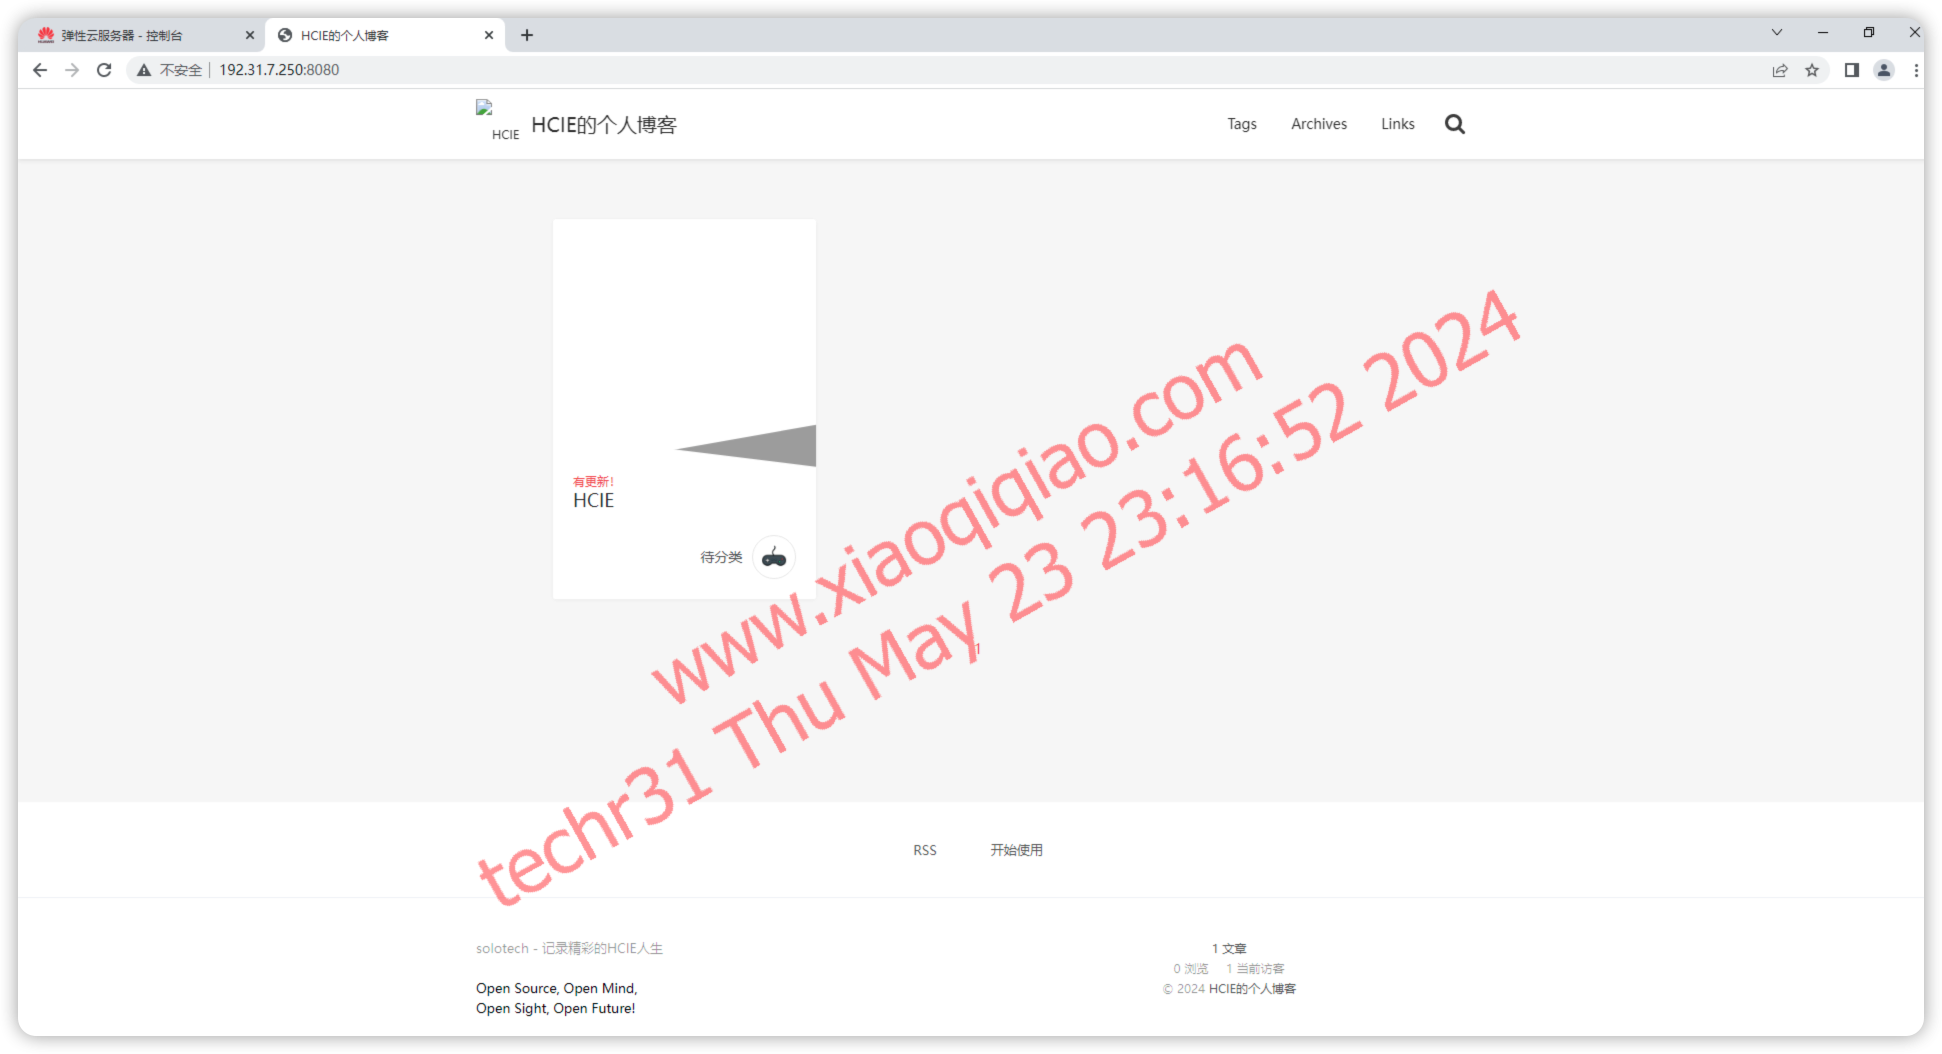 弹性云服务器 - 控制台
HCIE的个人博客
不安全 192.31.7.250:8080
HCIE HCIE的个人博客
Tags Archives Links
有更新!
HCIE
待分类
www.xiaoqiqiao.com
techr31 Thu May 23 23:16:52 2024
1
RSS 开始使用
solotech - 记录精彩的HCIE人生
Open Source, Open Mind,
Open Sight, Open Future!
1 文章
0 浏览 1 当前访客
© 2024 HCIE的个人博客